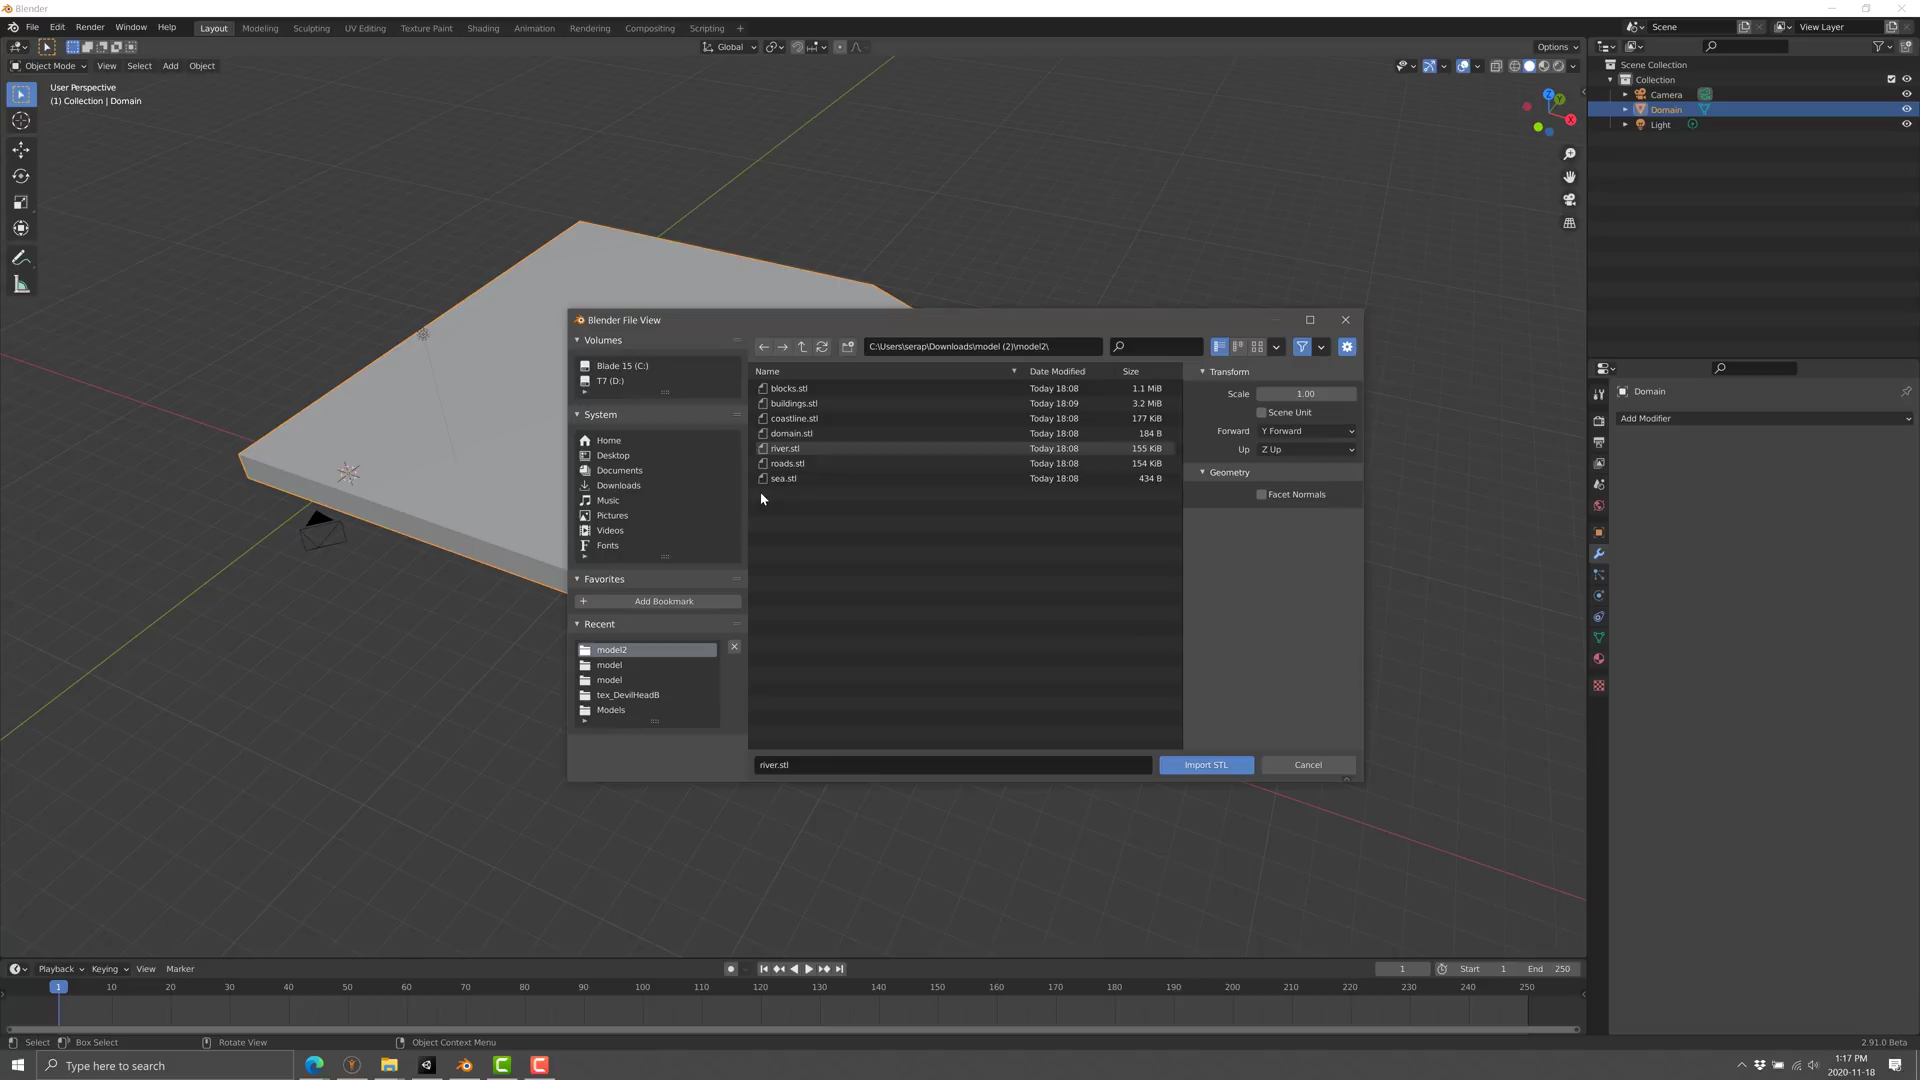 Blender
File Edit Render Window Help Layout Modeling Sculpting UV Editing Texture Paint Shading Animation Rendering Compositing Scripting + Scene View Layer
Global Options
Object Mode View Select Add Object
User Perspective
(1) Collection | Domain
Scene Collection
Collection
Camera
Domain
Light
Z
Y
X
Blender File View
Volumes
Blade 15 (C:)
T7 (D:)
System
Home
Desktop
Documents
Downloads
Music
Pictures
Videos
Fonts
Favorites
Add Bookmark
Recent
model2
model
model
tex_DevilHeadB
Models
C:\Users\serap\Downloads\model (2)\model2\
Name Date Modified Size
blocks.stl Today 18:08 1.1 MiB
buildings.stl Today 18:09 3.2 MiB
coastline.stl Today 18:08 177 KiB
domain.stl Today 18:08 184 B
river.stl Today 18:08 155 KiB
roads.stl Today 18:08 154 KiB
sea.stl Today 18:08 434 B
river.stl Import STL Cancel
Transform
Scale 1.00
Scene Unit
Forward Y Forward
Up Z Up
Geometry
Facet Normals
Domain
Add Modifier
Playback Keying View Marker 1 Start 1 End 250
1 10 20 30 40 50 60 70 80 90 100 110 120 130 140 150 160 170 180 190 200 210 220 230 240 250
Select Box Select Rotate View Object Context Menu 2.91.0 Beta
Type here to search
1:17 PM
2020-11-18